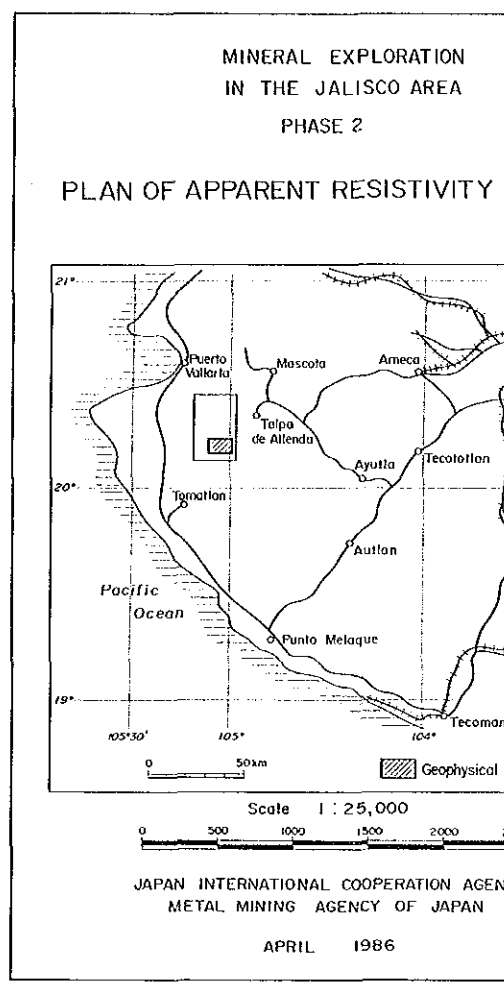 MINERAL EXPLORATION
IN THE JALISCO AREA
PHASE 2
PLAN OF APPARENT RESISTIVITY
21°
Puerto
Vallarta
Mascota
Ameca
Talpa
de Allenda
Ayutla
Tecolotlan
20°
Tomatlan
Autlan
Pacific
Ocean
Punto Melaque
19°
Tecoman
105°30'
105°
104°
0
50km
Geophysical
Scale 1:25,000
0 500 1000 1500 2000
JAPAN INTERNATIONAL COOPERATION AGEN
METAL MINING AGENCY OF JAPAN
APRIL 1986